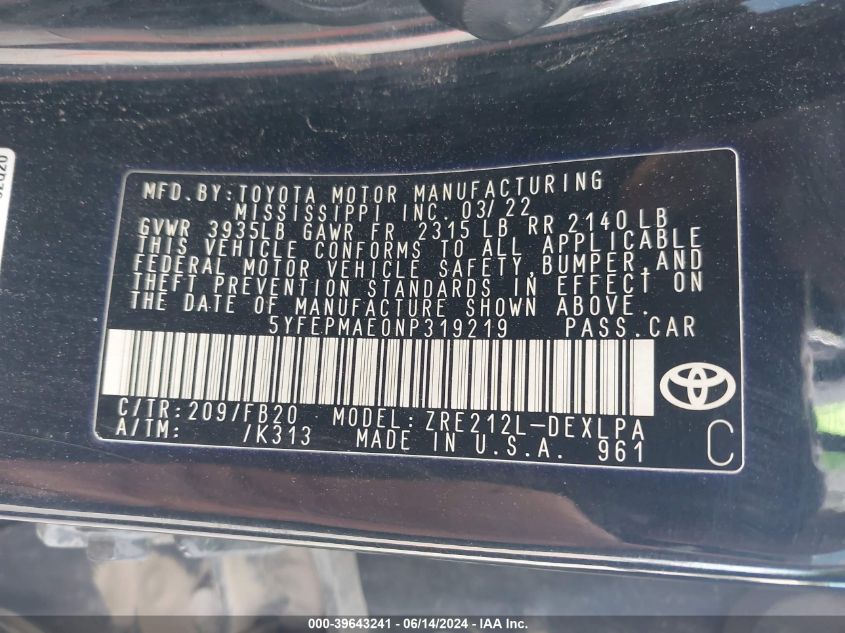 MFD.BY:TOYOTA MOTOR MANUFACTURING
MISSISSIPPI INC. 03/22
GVWR 3935LB GAWR FR 2315 LB RR 2140 LB
THIS VEHICLE CONFORMS TO ALL APPLICABLE
FEDERAL MOTOR VEHICLE SAFETY, BUMPER, AND
THEFT PREVENTION STANDARDS IN EFFECT ON
THE DATE OF MANUFACTURE SHOWN ABOVE.
5YFEPMAE0NP319219 PASS.CAR
C/TR:209/FB20 MODEL:ZRE212L-DEXLPA
A/TM: /K313 MADE IN U.S.A. 961
C
000-39643241 - 06/14/2024 - IAA Inc.